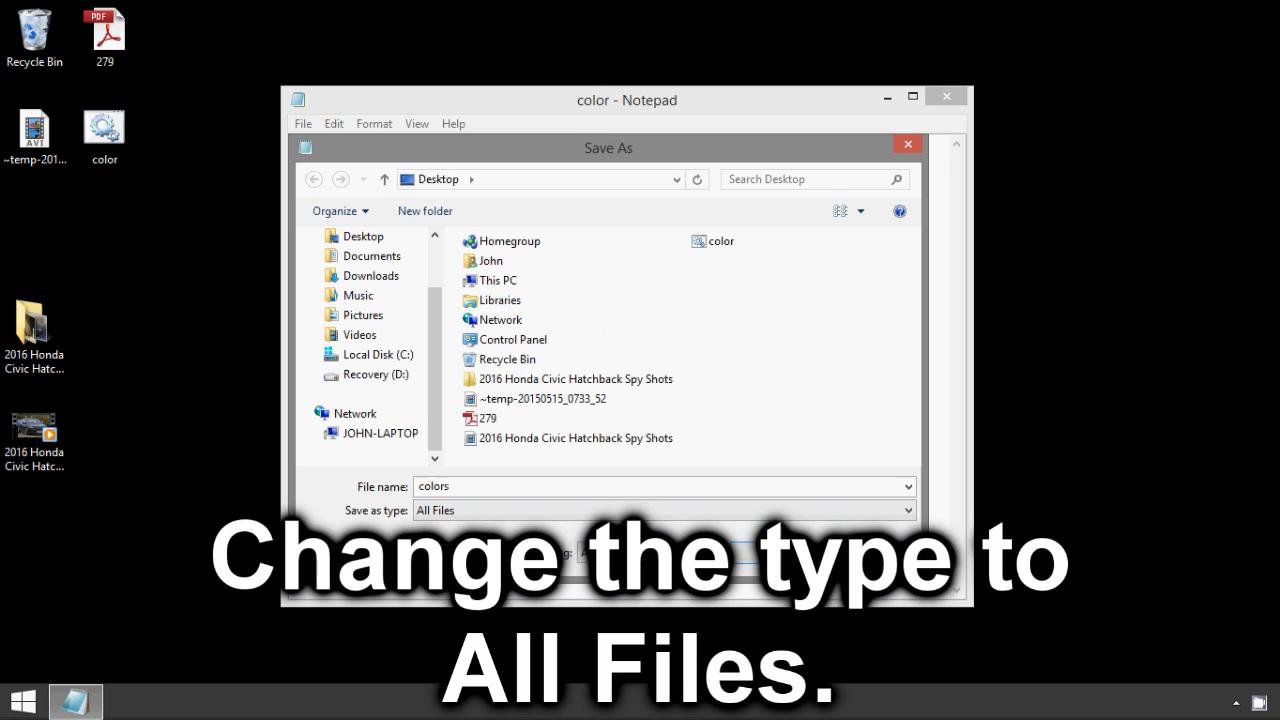 Recycle Bin
PDF
279
AVI
~temp-201...
color
2016 Honda
Civic Hatc...
2016 Honda
Civic Hatc...
color - Notepad
File Edit Format View Help
Save As
Desktop
Search Desktop
Organize
New folder
Desktop
Documents
Downloads
Music
Pictures
Videos
Local Disk (C:)
Recovery (D:)
Network
JOHN-LAPTOP
Homegroup
John
This PC
Libraries
Network
Control Panel
Recycle Bin
2016 Honda Civic Hatchback Spy Shots
~temp-20150515_0733_52
279
2016 Honda Civic Hatchback Spy Shots
color
File name: colors
Save as type: All Files
Change the type to
All Files.